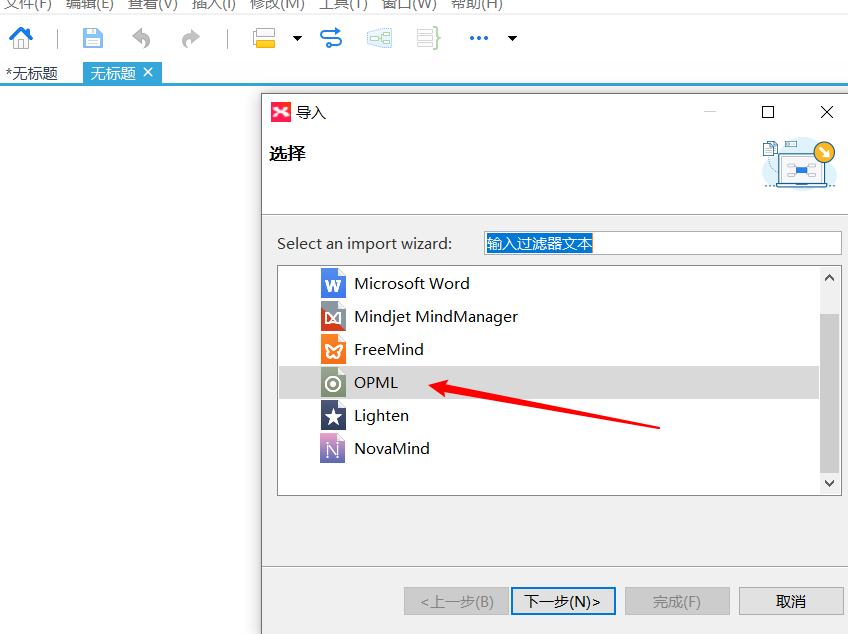 文件(F) 编辑(E) 查看(V) 插入(I) 修改(M) 工具(T) 窗口(W) 帮助(H)
*无标题 无标题
导入
选择
Select an import wizard: 输入过滤器文本
Microsoft Word
Mindjet MindManager
FreeMind
OPML
Lighten
NovaMind
<上一步(B) 下一步(N)> 完成(F) 取消